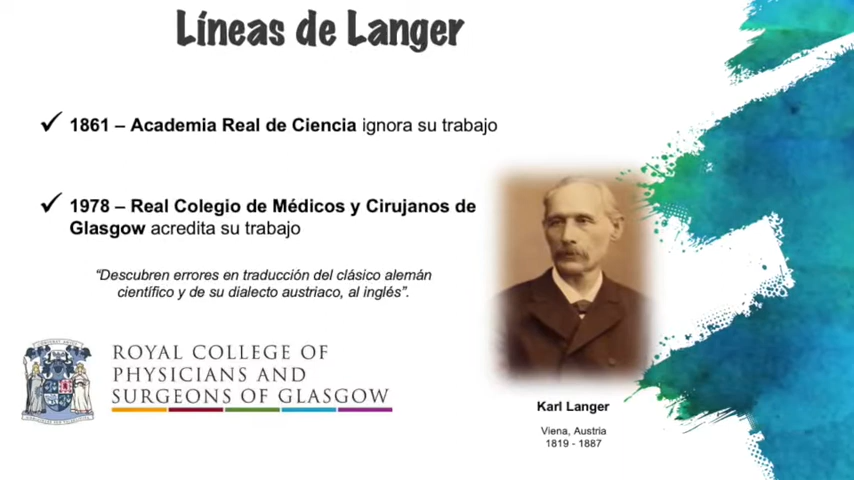 Líneas de Langer
✓ 1861 – Academia Real de Ciencia ignora su trabajo
✓ 1978 – Real Colegio de Médicos y Cirujanos de
Glasgow acredita su trabajo
“Descubren errores en traducción del clásico alemán
científico y de su dialecto austriaco, al inglés”.
ROYAL COLLEGE OF
PHYSICIANS AND
SURGEONS OF GLASGOW
Karl Langer
Viena, Austria
1819 - 1887